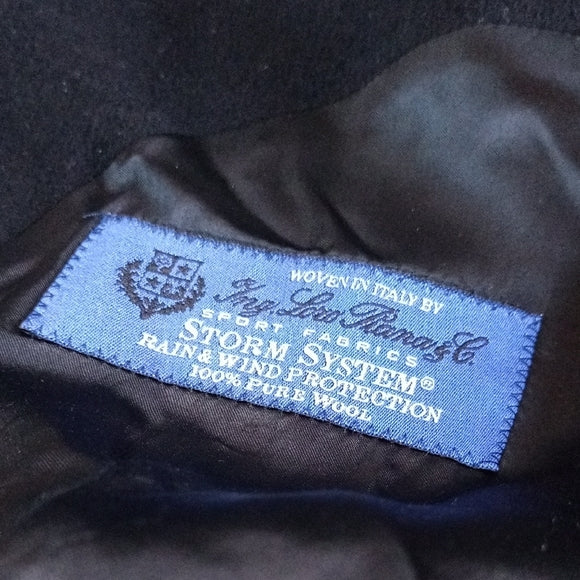 WOVEN IN ITALY BY
Ing. Loro Piana & C.
SPORT FABRICS
STORM SYSTEM®
RAIN & WIND PROTECTION
100% PURE WOOL